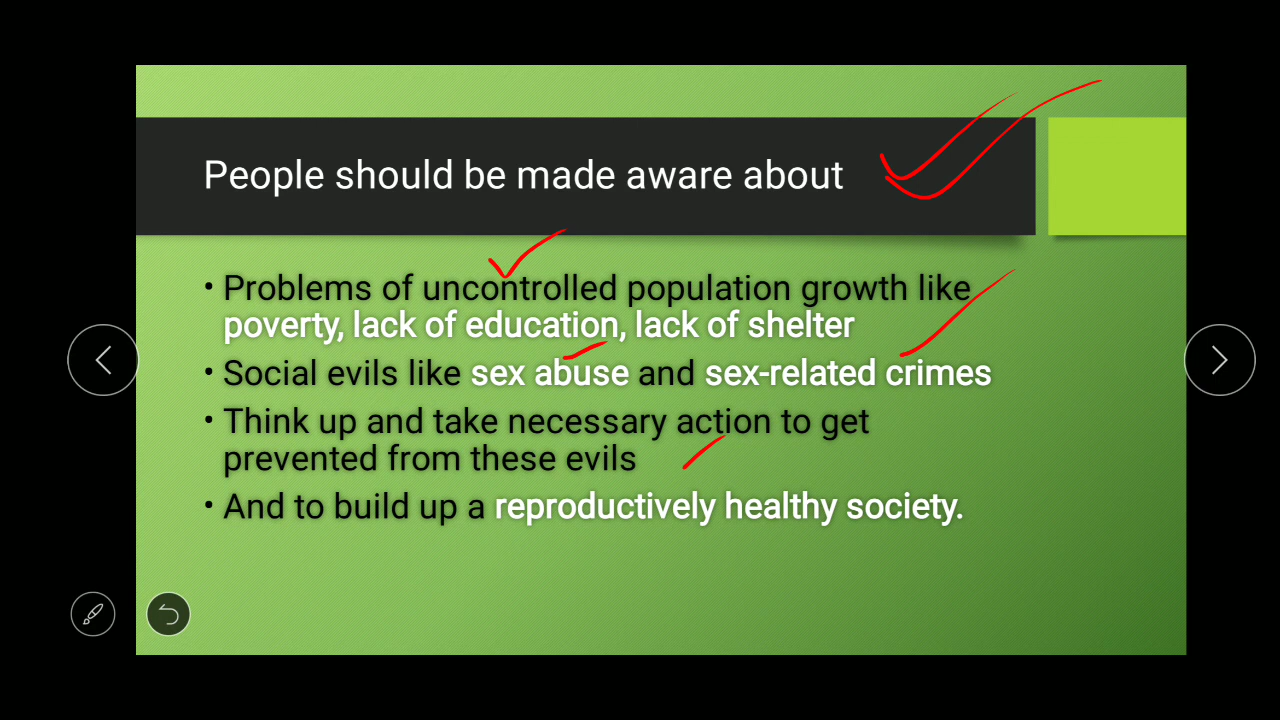 People should be made aware about
• Problems of uncontrolled population growth like
poverty, lack of education, lack of shelter
• Social evils like sex abuse and sex-related crimes
• Think up and take necessary action to get
prevented from these evils
• And to build up a reproductively healthy society.